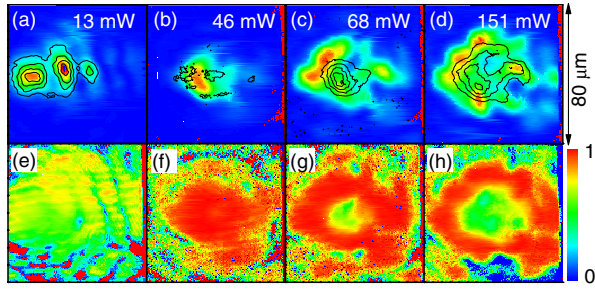 (a) 13 mW
(b) 46 mW
(c) 68 mW
(d) 151 mW
80 μm
(e)
(f)
(g)
(h)
1
0